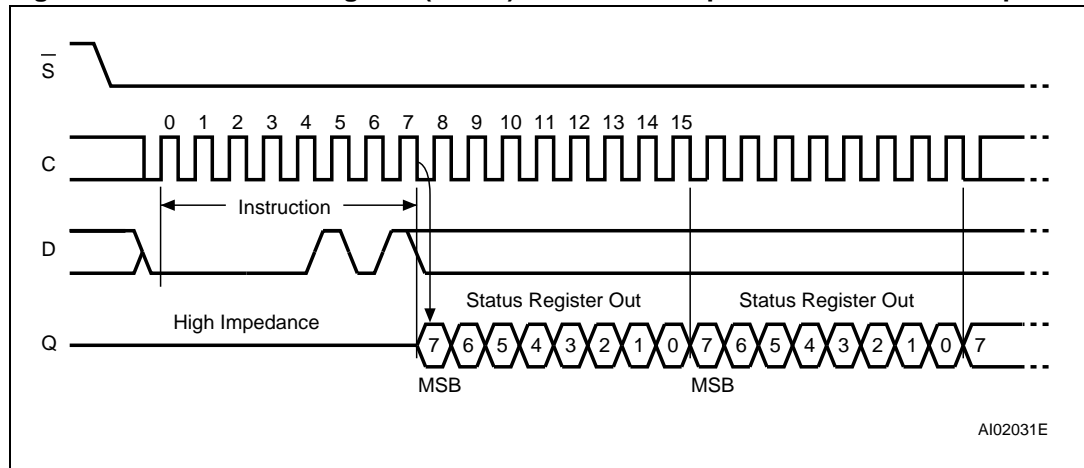 S̅
0 1 2 3 4 5 6 7 8 9 10 11 12 13 14 15
C
Instruction
D
Status Register Out Status Register Out
High Impedance
Q 7 6 5 4 3 2 1 0 7 6 5 4 3 2 1 0 7
MSB MSB
AI02031E